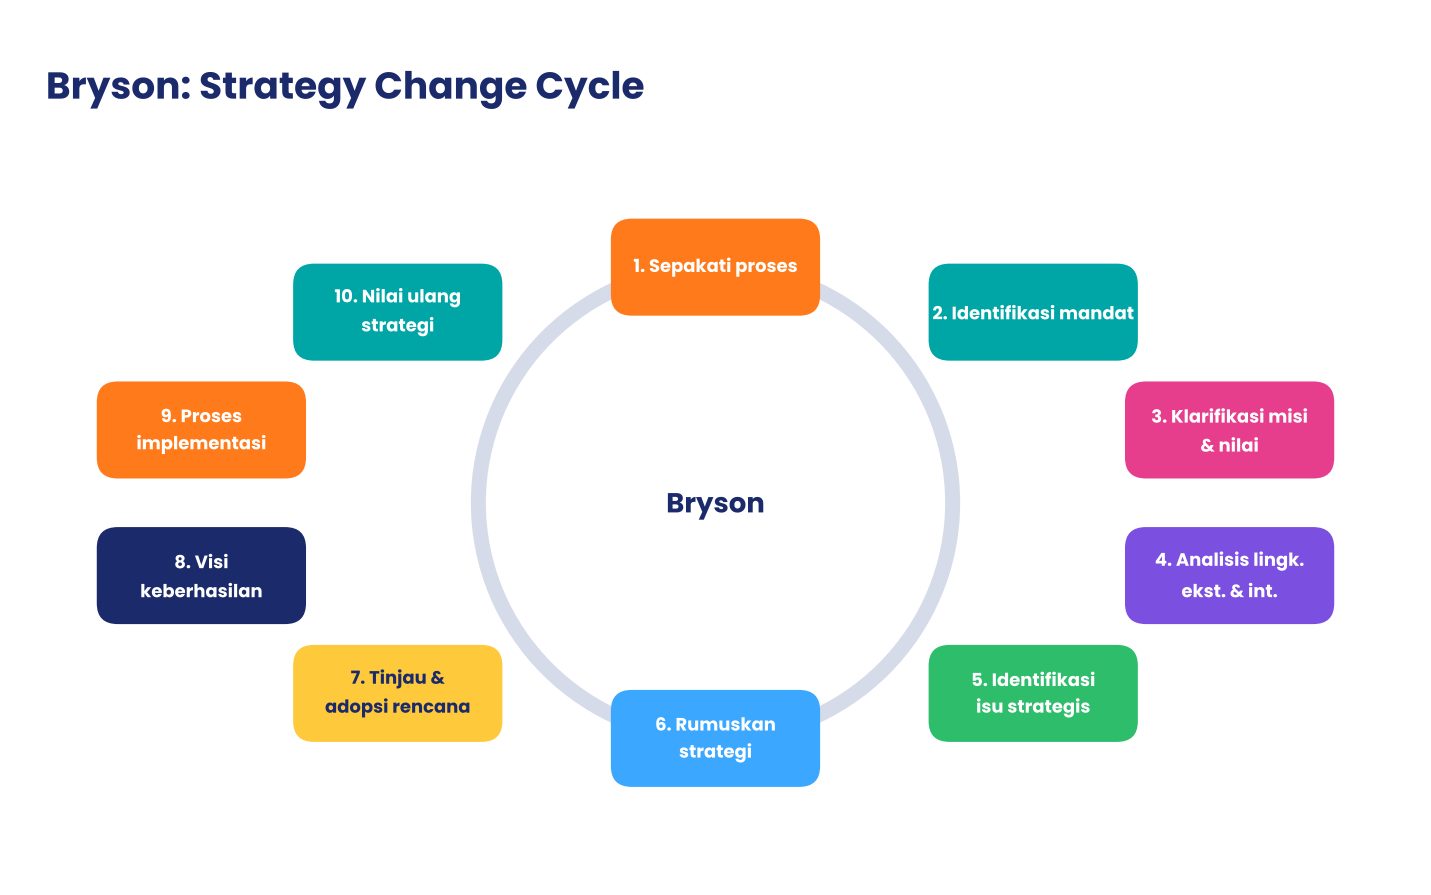 Bryson: Strategy Change Cycle
1. Sepakati proses
2. Identifikasi mandat
3. Klarifikasi misi
& nilai
4. Analisis lingk.
ekst. & int.
5. Identifikasi
isu strategis
6. Rumuskan
strategi
7. Tinjau &
adopsi rencana
8. Visi
keberhasilan
9. Proses
implementasi
10. Nilai ulang
strategi
Bryson